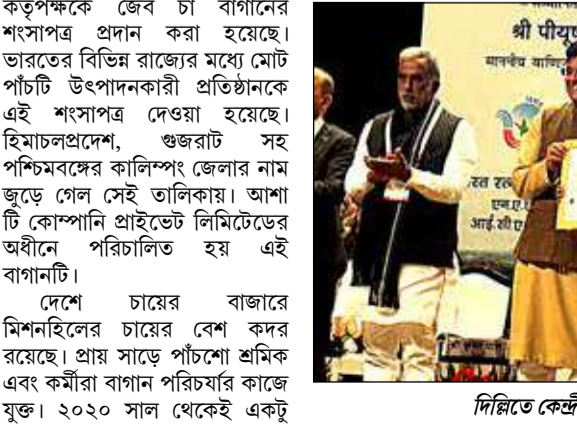 কর্তৃপক্ষকে জৈব চা বাগানের
শংসাপত্র প্রদান করা হয়েছে।
ভারতের বিভিন্ন রাজ্যের মধ্যে মোট
পাঁচটি উৎপাদনকারী প্রতিষ্ঠানকে
এই শংসাপত্র দেওয়া হয়েছে।
হিমাচলপ্রদেশ, গুজরাট সহ
পশ্চিমবঙ্গের কালিম্পং জেলার নাম
জুড়ে গেল সেই তালিকায়। আশা
টি কোম্পানি প্রাইভেট লিমিটেডের
অধীনে পরিচালিত হয় এই
বাগানটি।
দেশে চায়ের বাজারে
মিশনহিলের চায়ের বেশ কদর
রয়েছে। প্রায় সাড়ে পাঁচশো শ্রমিক
এবং কর্মীরা বাগান পরিচর্যার কাজে
যুক্ত। ২০২০ সাল থেকেই একটু
श्री पीयूष
माननीय
दिল্লিতে কেন্দ্রী